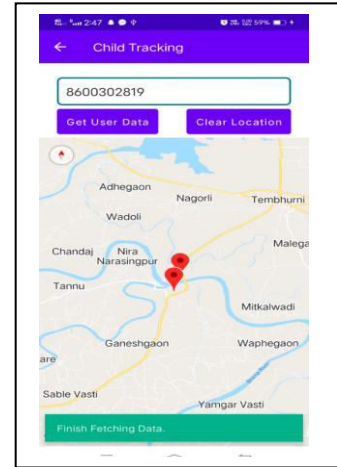 2:47
59%
Child Tracking
8600302819
Get User Data
Clear Location
Adhegaon
Nagorli
Tembhurni
Wadoli
Chandaj
Nira
Narasingpur
Malega
Tannu
Mitkalwadi
Ganeshgaon
Waphegaon
are
Sable Vasti
Yamgar Vasti
Finish Fetching Data.